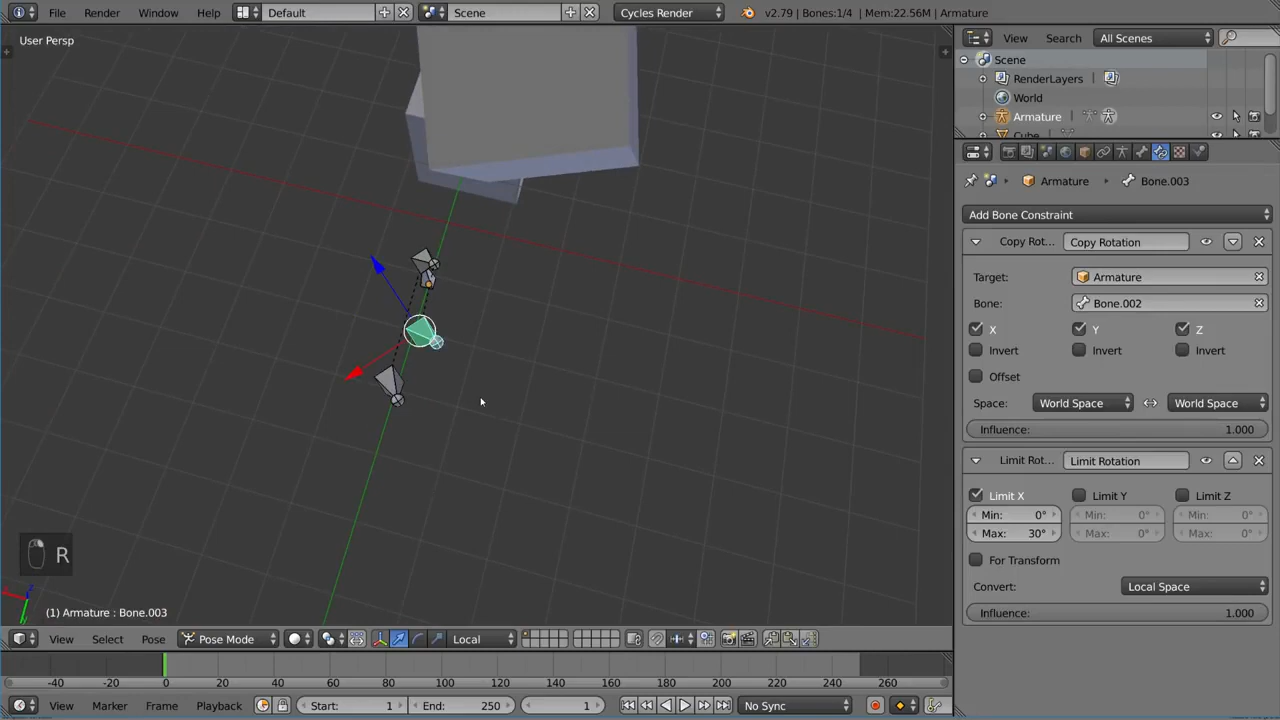 File Render Window Help Default Scene Cycles Render v2.79 | Bones:1/4 | Mem:22.56M | Armature
User Persp
View Search All Scenes
Scene
RenderLayers
World
Armature
Cube
Armature Bone.003
Add Bone Constraint
Copy Rot... Copy Rotation
Target: Armature
Bone: Bone.002
X Y Z
Invert Invert Invert
Offset
Space: World Space World Space
Influence: 1.000
Limit Rot... Limit Rotation
Limit X Limit Y Limit Z
Min: 0° Min: 0° Min: 0°
Max: 30° Max: 0° Max: 0°
For Transform
Convert: Local Space
Influence: 1.000
R
(1) Armature : Bone.003
View Select Pose Pose Mode Local
-40 -20 0 20 40 60 80 100 120 140 160 180 200 220 240 260
View Marker Frame Playback Start: 1 End: 250 1 No Sync